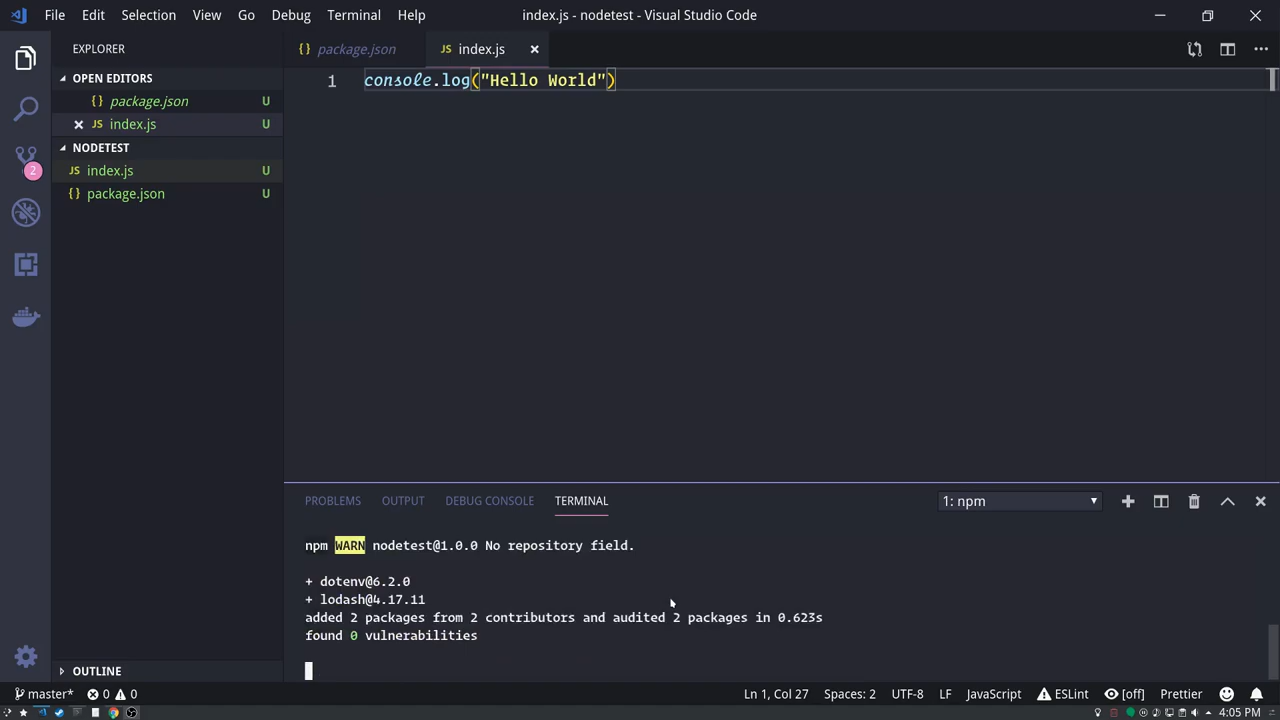 File Edit Selection View Go Debug Terminal Help index.js - nodetest - Visual Studio Code
EXPLORER
{} package.json JS index.js
OPEN EDITORS
{} package.json U
JS index.js U
NODETEST
JS index.js U
{} package.json U
2
1 console.log("Hello World")
PROBLEMS OUTPUT DEBUG CONSOLE TERMINAL 1: npm
npm WARN nodetest@1.0.0 No repository field.
+ dotenv@6.2.0
+ lodash@4.17.11
added 2 packages from 2 contributors and audited 2 packages in 0.623s
found 0 vulnerabilities
OUTLINE
master* 0 0 Ln 1, Col 27 Spaces: 2 UTF-8 LF JavaScript ESLint [off] Prettier
4:05 PM